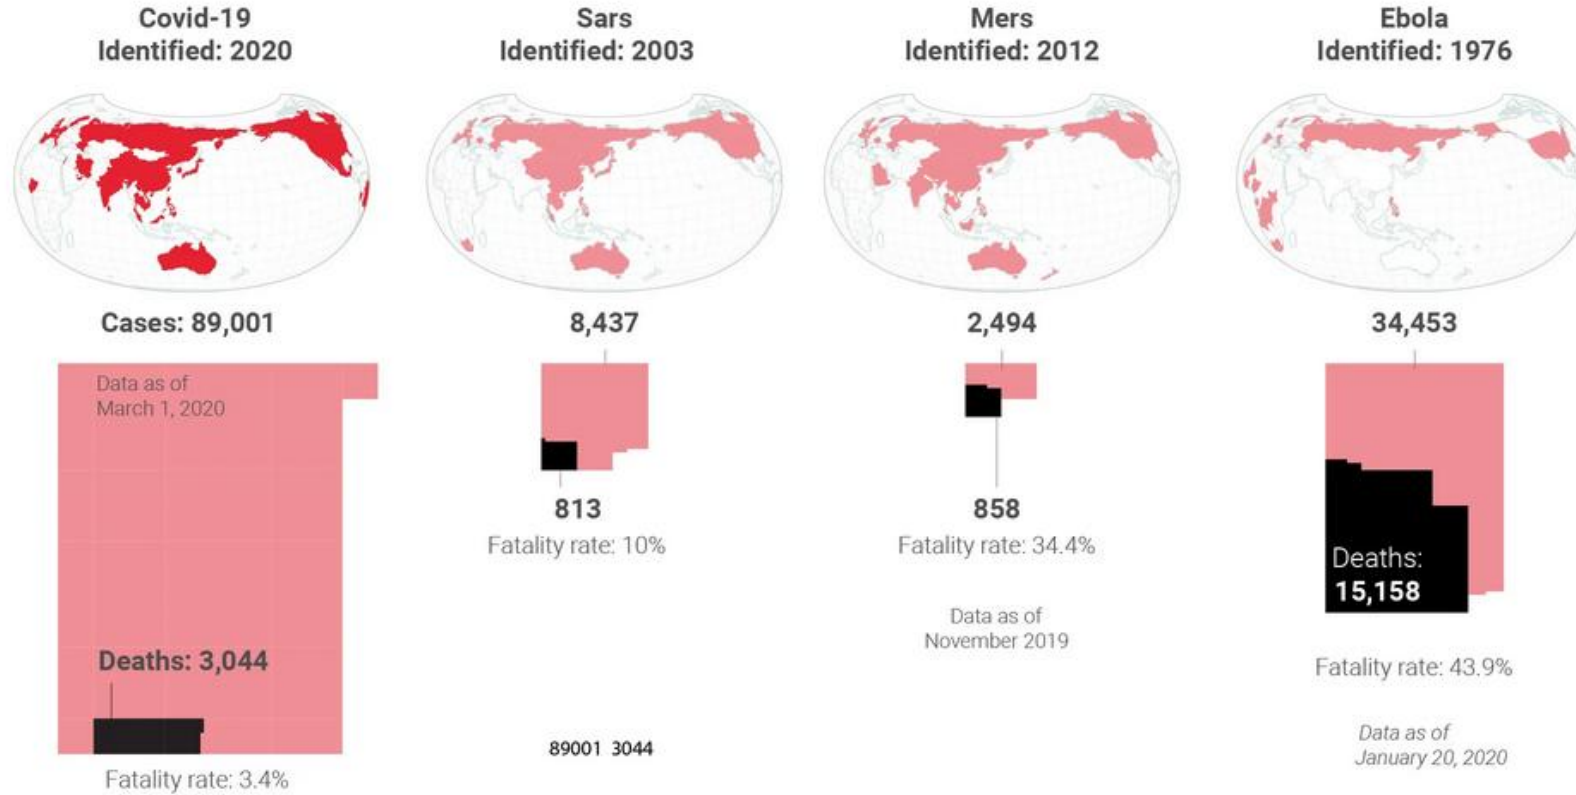 Covid-19
Identified: 2020
Sars
Identified: 2003
Mers
Identified: 2012
Ebola
Identified: 1976
Cases: 89,001
8,437
2,494
34,453
Data as of
March 1, 2020
Deaths: 3,044
Fatality rate: 3.4%
813
Fatality rate: 10%
89001 3044
858
Fatality rate: 34.4%
Data as of
November 2019
Deaths:
15,158
Fatality rate: 43.9%
Data as of
January 20, 2020